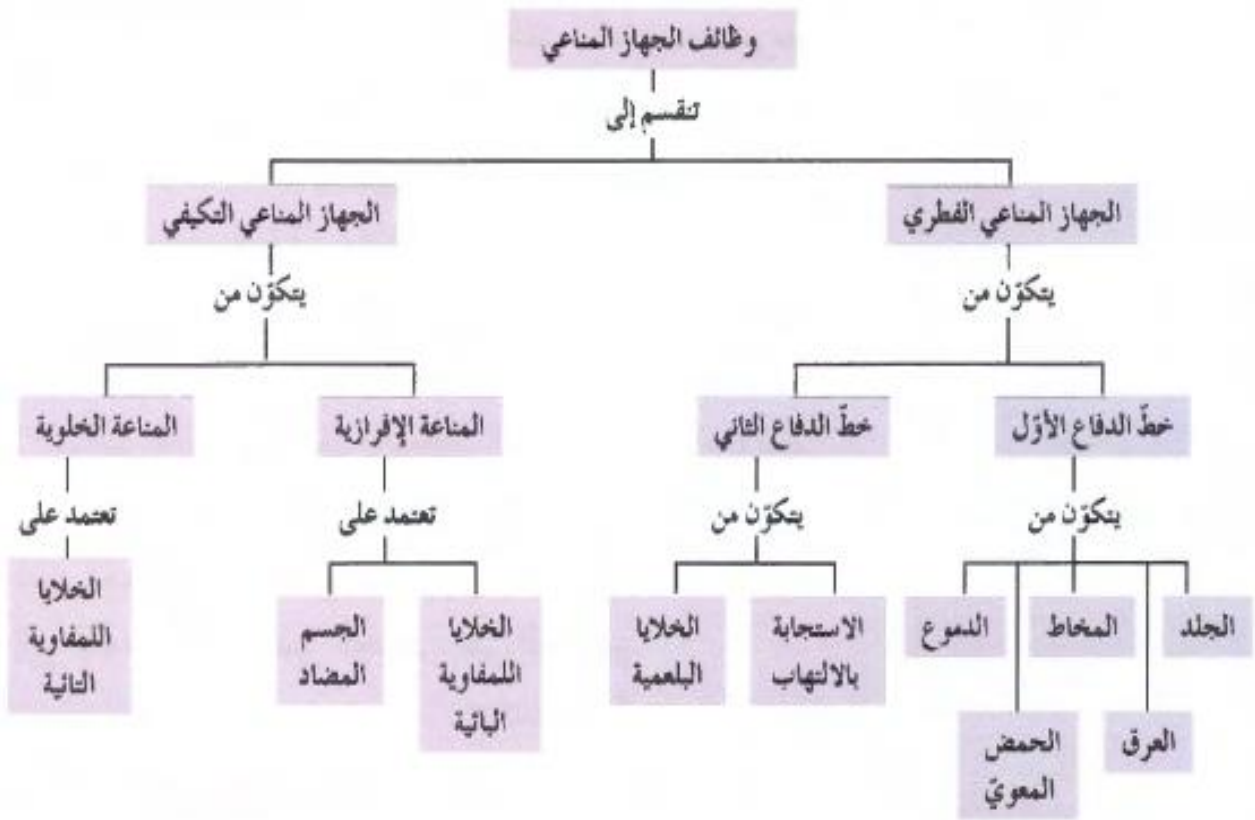 وظائف الجهاز المناعي
تنقسم إلى
الجهاز المناعي الفطري
الجهاز المناعي التكيفي
يتكوّن من
يتكوّن من
خطّ الدفاع الأوّل
خطّ الدفاع الثاني
المناعة الإفرازية
المناعة الخلوية
يتكوّن من
يتكوّن من
تعتمد على
تعتمد على
الجلد
العرق
المخاط
الحمض
المعويّ
الدموع
الاستجابة
بالالتهاب
الخلايا
البلعمية
الخلايا
اللمفاوية
البائية
الجسم
المضاد
الخلايا
اللمفاوية
التائية